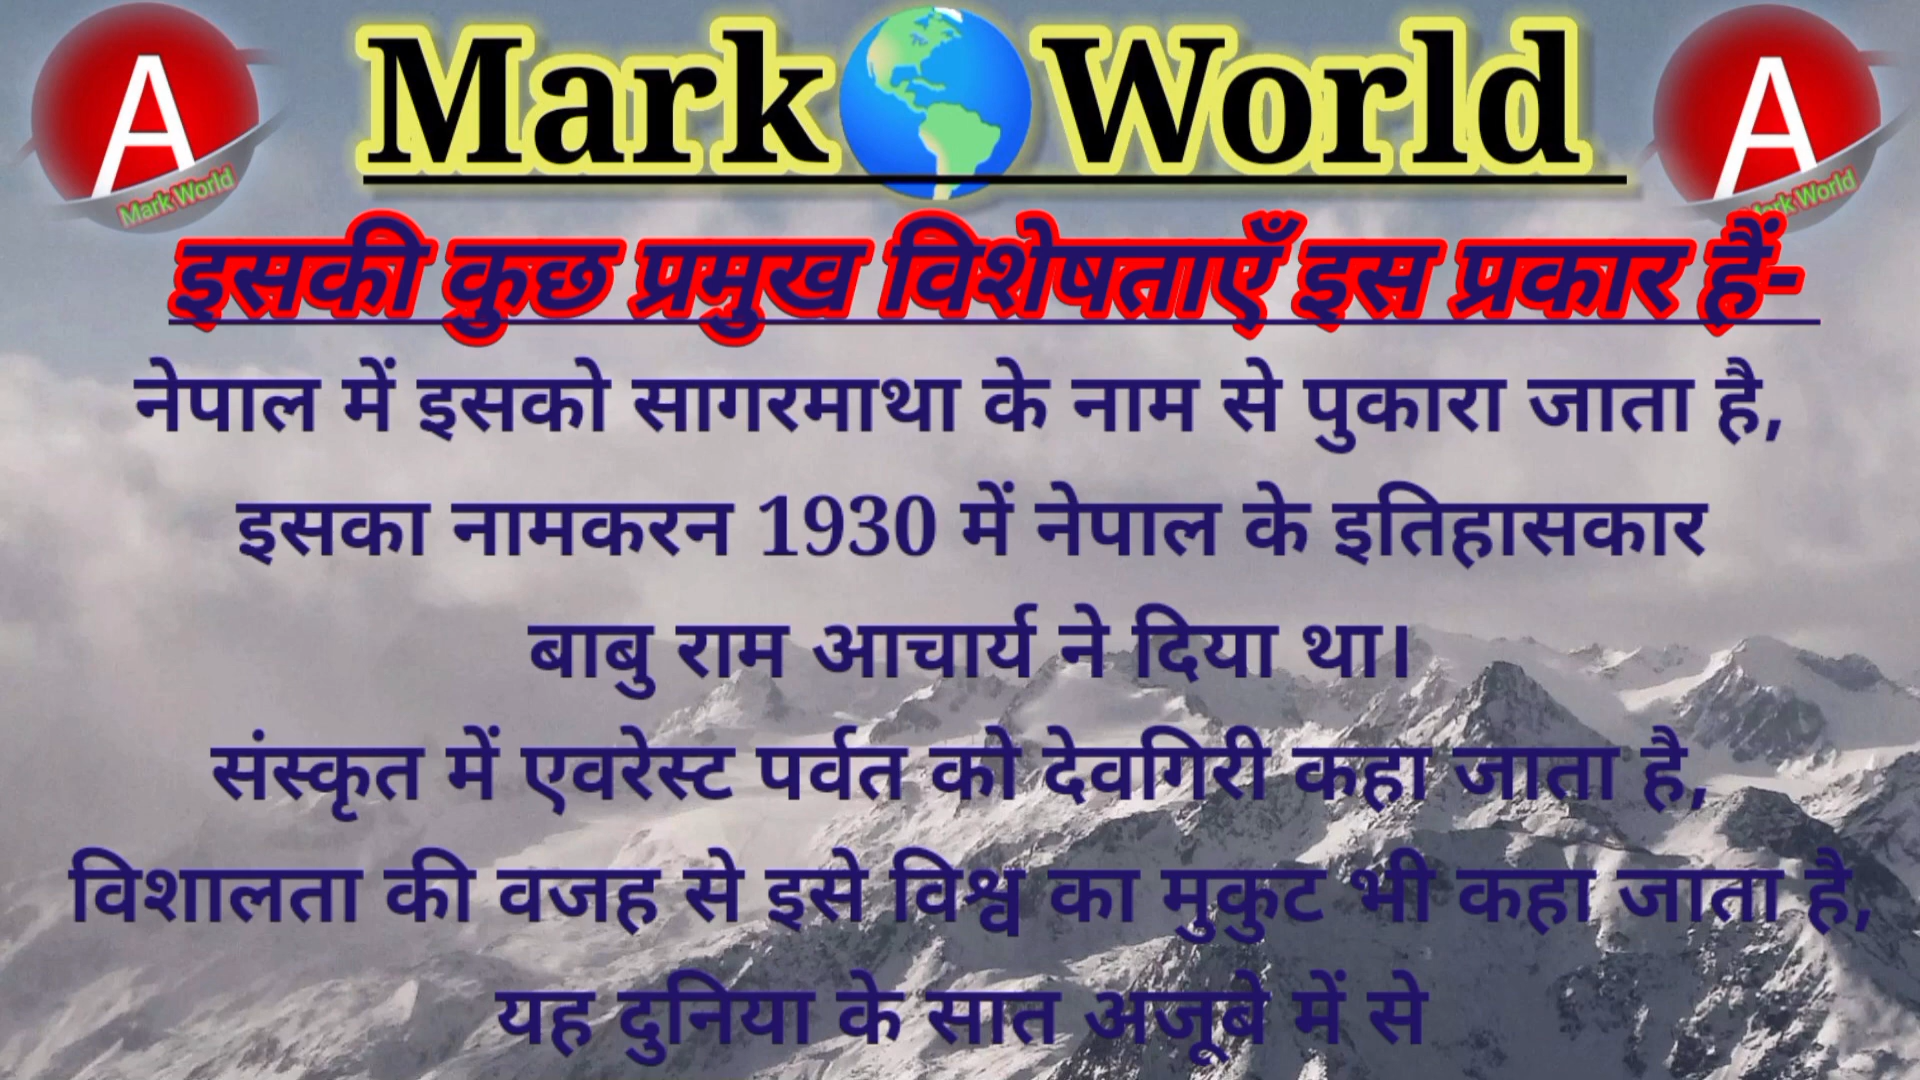 A Mark World
Mark World
A Mark World
इसकी कुछ प्रमुख विशेषताएँ इस प्रकार हैं-
नेपाल में इसको सागरमाथा के नाम से पुकारा जाता है,
इसका नामकरन 1930 में नेपाल के इतिहासकार
बाबु राम आचार्य ने दिया था।
संस्कृत में एवरेस्ट पर्वत को देवगिरी कहा जाता है,
विशालता की वजह से इसे विश्व का मुकुट भी कहा जाता है,
यह दुनिया के सात अजूबे में से